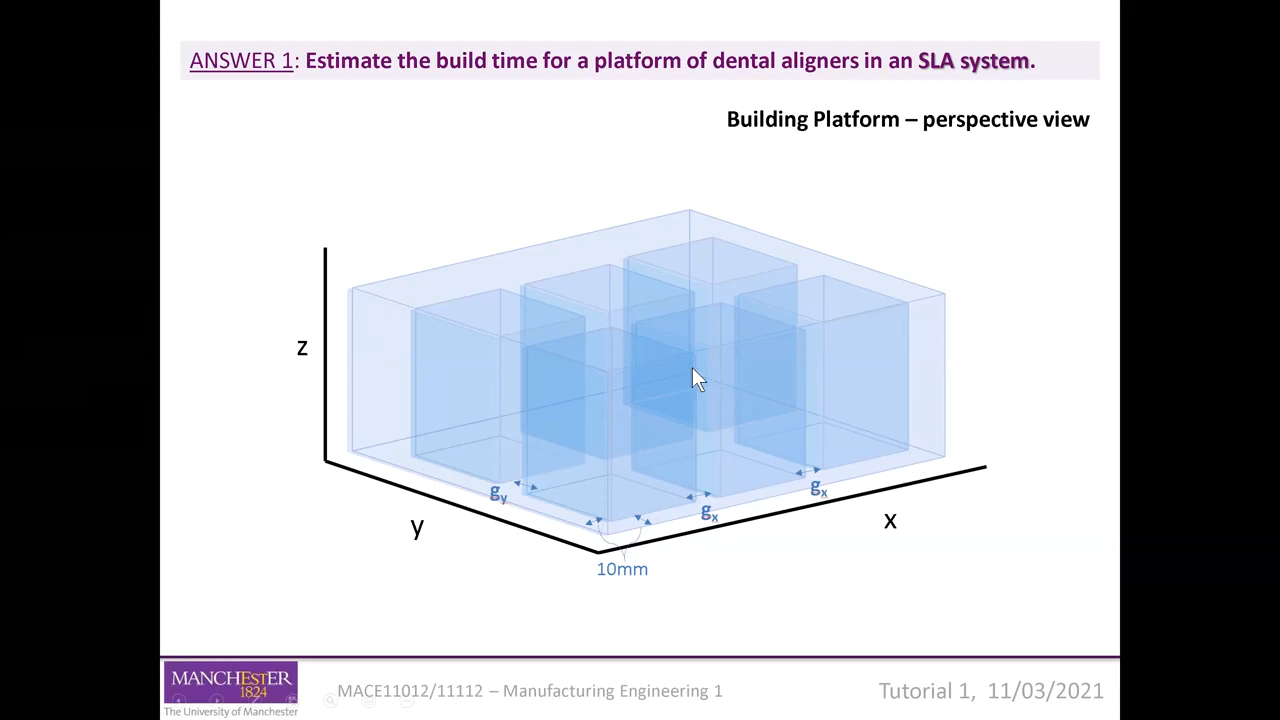 ANSWER 1: Estimate the build time for a platform of dental aligners in an SLA system.
Building Platform – perspective view
z
y
x
gy
gx
gx
10mm
MANCHESTER
1824
The University of Manchester
MACE11012/11112 – Manufacturing Engineering 1
Tutorial 1, 11/03/2021